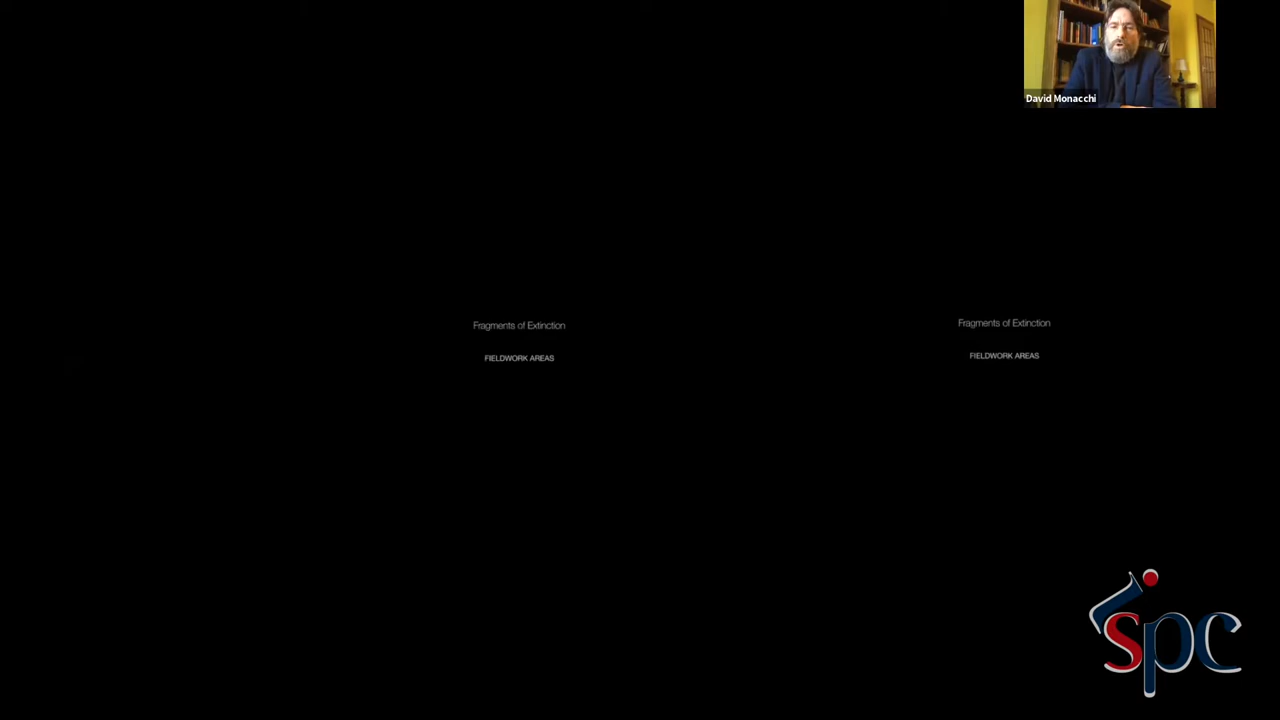 David Monacchi
Fragments of Extinction
FIELDWORK AREAS
Fragments of Extinction
FIELDWORK AREAS
spc